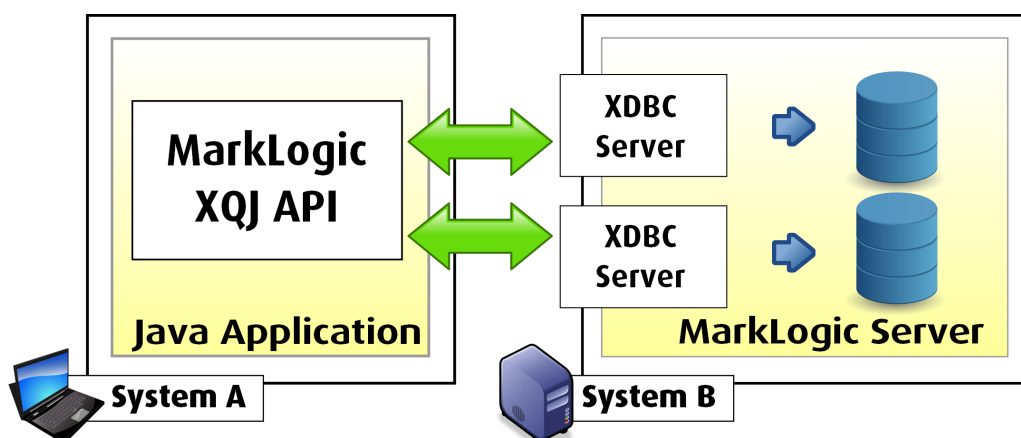 MarkLogic
XQJ API
Java Application
System A
XDBC
Server
XDBC
Server
MarkLogic Server
System B